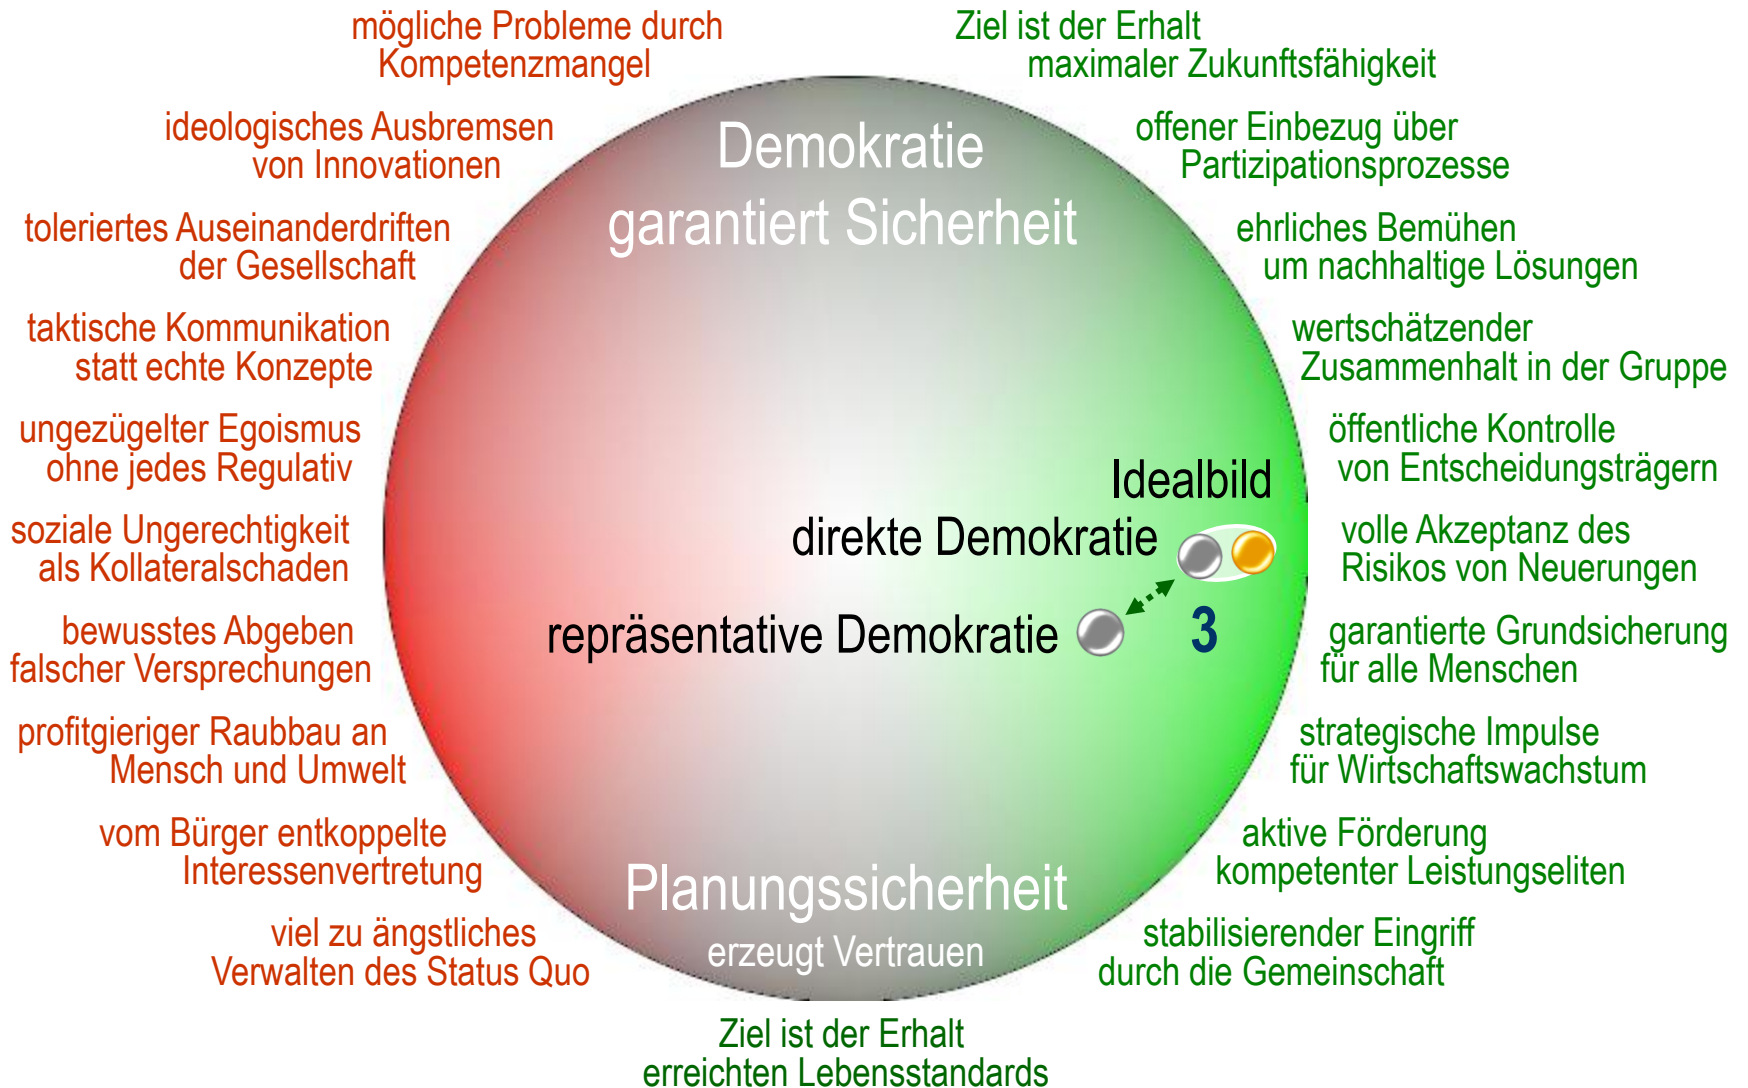 mögliche Probleme durch
Kompetenzmangel
ideologisches Ausbremsen
von Innovationen
toleriertes Auseinanderdriften
der Gesellschaft
taktische Kommunikation
statt echte Konzepte
ungezügelter Egoismus
ohne jedes Regulativ
soziale Ungerechtigkeit
als Kollateralschaden
bewusstes Abgeben
falscher Versprechungen
profitgieriger Raubbau an
Mensch und Umwelt
vom Bürger entkoppelte
Interessenvertretung
viel zu ängstliches
Verwalten des Status Quo
Demokratie
garantiert Sicherheit
Idealbild
direkte Demokratie
repräsentative Demokratie
3
Planungssicherheit
erzeugt Vertrauen
Ziel ist der Erhalt
maximaler Zukunftsfähigkeit
offener Einbezug über
Partizipationsprozesse
ehrliches Bemühen
um nachhaltige Lösungen
wertschätzender
Zusammenhalt in der Gruppe
öffentliche Kontrolle
von Entscheidungsträgern
volle Akzeptanz des
Risikos von Neuerungen
garantierte Grundsicherung
für alle Menschen
strategische Impulse
für Wirtschaftswachstum
aktive Förderung
kompetenter Leistungseliten
stabilisierender Eingriff
durch die Gemeinschaft
Ziel ist der Erhalt
erreichten Lebensstandards